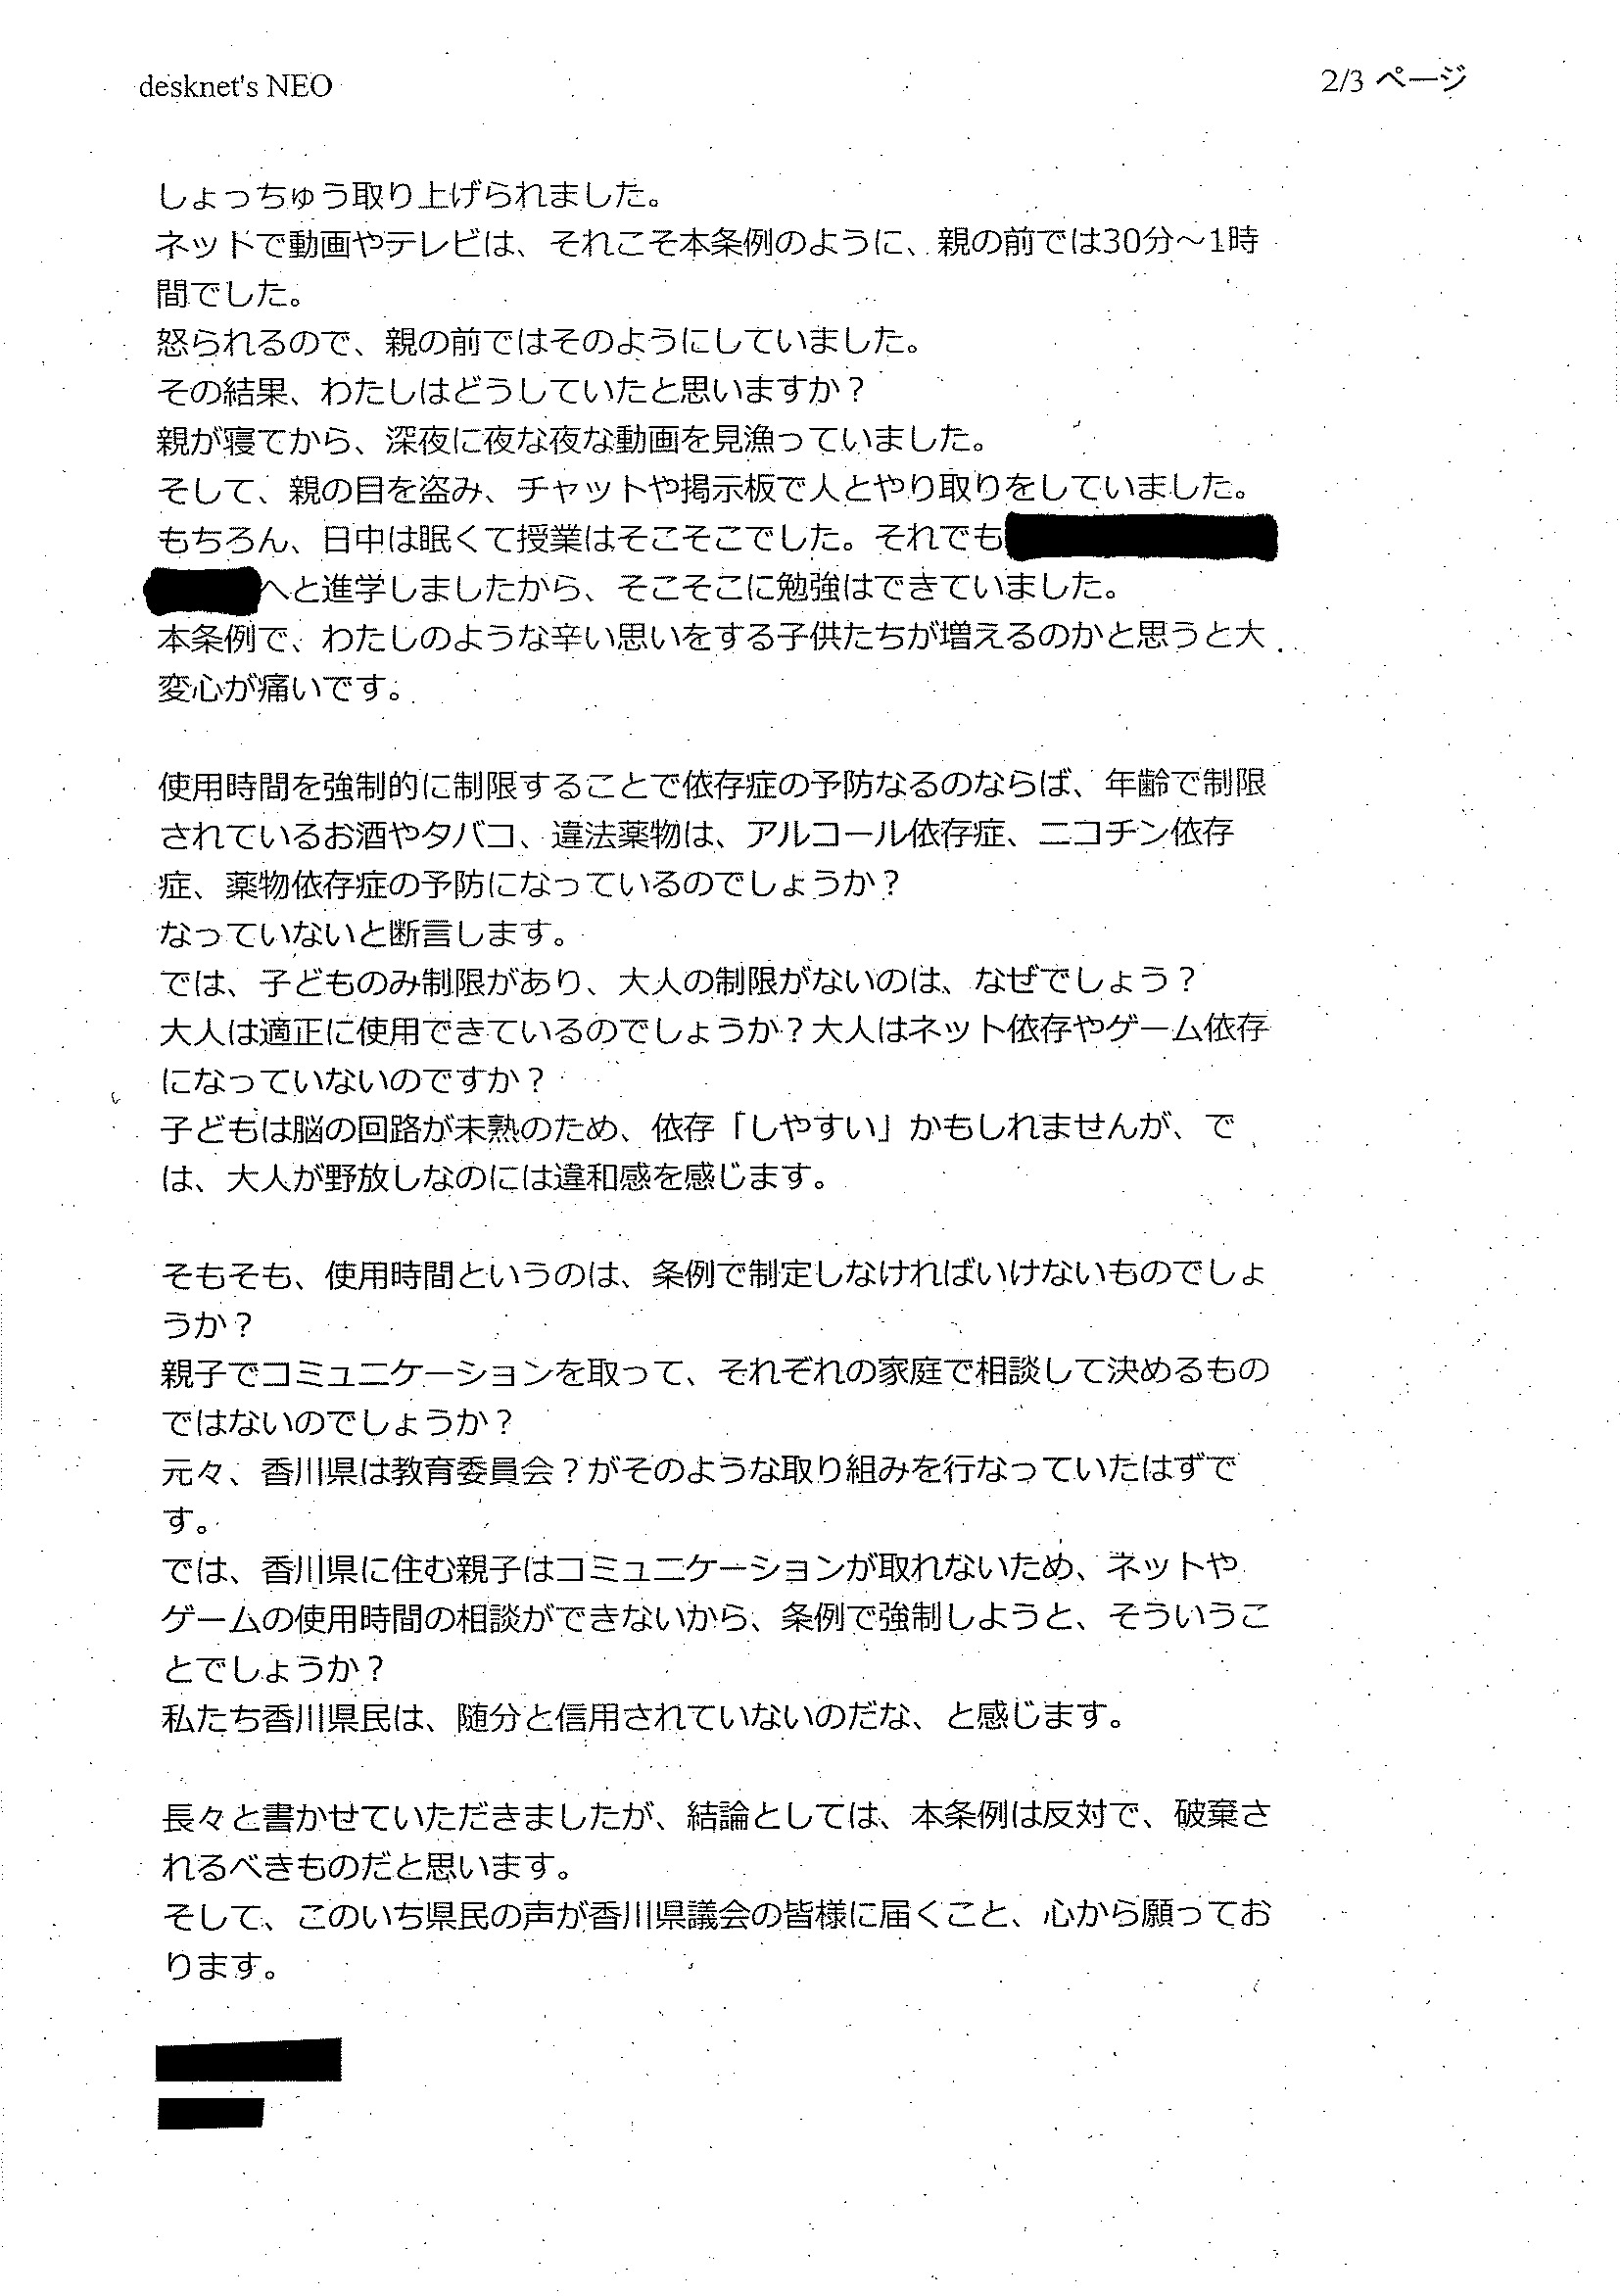 desknet's NEO
2/3 ページ
しょっちゅう取り上げられました。
ネットで動画やテレビは、それこそ本条例のように、親の前では30分～1時
間でした。
怒られるので、親の前ではそのようにしていました。
その結果、わたしはどうしていたと思いますか？
親が寝てから、深夜に夜な夜な動画を見漁っていました。
そして、親の目を盗み、チャットや掲示板で人とやり取りをしていました。
もちろん、日中は眠くて授業はそこそこでした。それでも
へと進学しましたから、そこそこに勉強はできていました。
本条例で、わたしのような辛い思いをする子供たちが増えるのかと思うと大
変心が痛いです。
使用時間を強制的に制限することで依存症の予防なるのならば、年齢で制限
されているお酒やタバコ、違法薬物は、アルコール依存症、ニコチン依存
症、薬物依存症の予防になっているのでしょうか？
なっていないと断言します。
では、子どものみ制限があり、大人の制限がないのは、なぜでしょう？
大人は適正に使用できているのでしょうか？大人はネット依存やゲーム依存
になっていないのですか？
子どもは脳の回路が未熟のため、依存「しやすい」かもしれませんが、で
は、大人が野放しなのには違和感を感じます。
そもそも、使用時間というのは、条例で制定しなければいけないものでしょ
うか？
親子でコミュニケーションを取って、それぞれの家庭で相談して決めるもの
ではないのでしょうか？
元々、香川県は教育委員会？がそのような取り組みを行なっていたはずで
す。
では、香川県に住む親子はコミュニケーションが取れないため、ネットや
ゲームの使用時間の相談ができないから、条例で強制しようと、そういうこ
とでしょうか？
私たち香川県民は、随分と信用されていないのだな、と感じます。
長々と書かせていただきましたが、結論としては、本条例は反対で、破棄さ
れるべきものだと思います。
そして、このいち県民の声が香川県議会の皆様に届くこと、心から願ってお
ります。